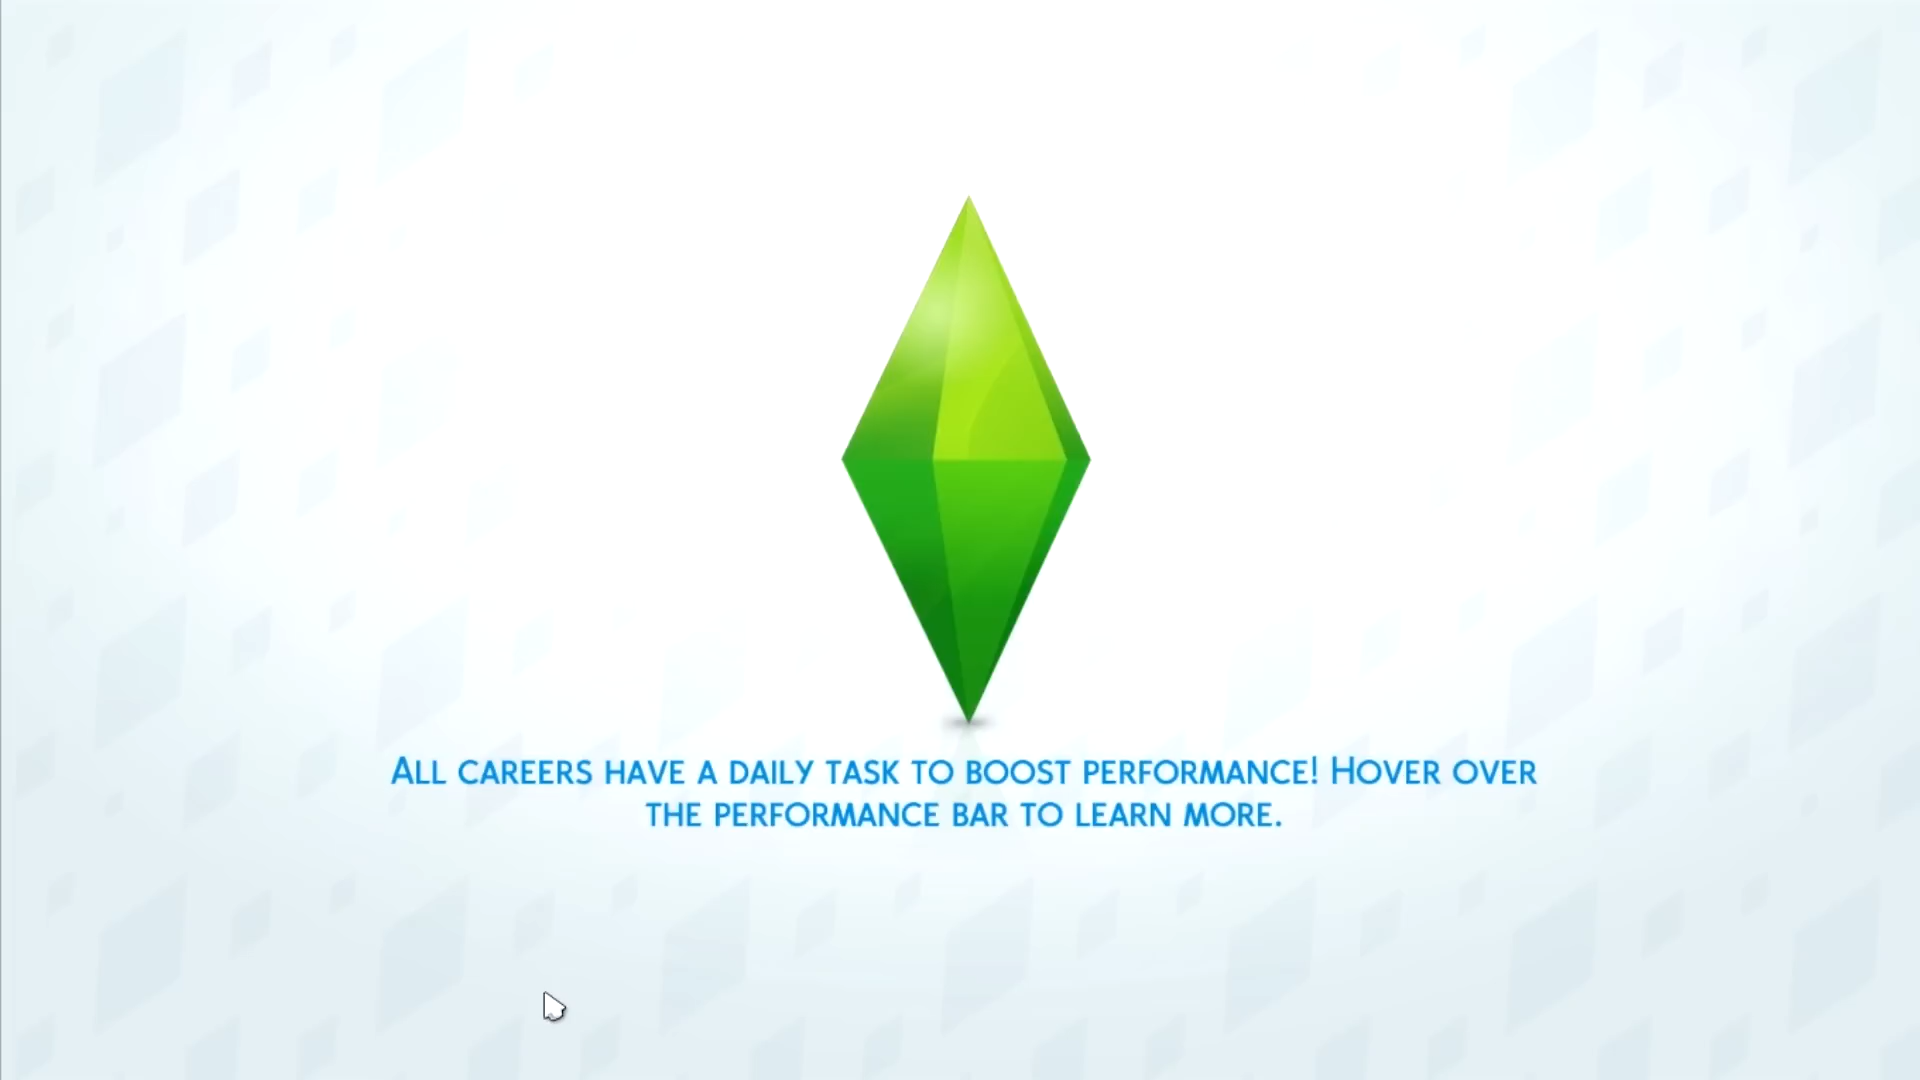 All careers have a daily task to boost performance! Hover over
the performance bar to learn more.